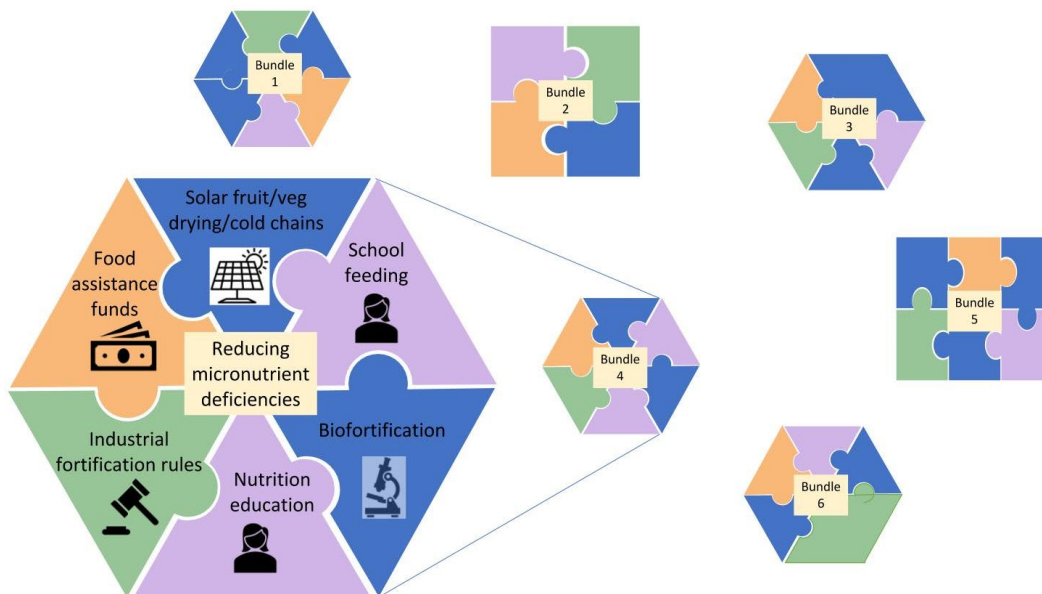 Bundle
1
Bundle
2
Bundle
3
Solar fruit/veg
drying/cold chains
School
feeding
Food
assistance
funds
Reducing
micronutrient
deficiencies
Industrial
fortification rules
Nutrition
education
Biofortification
Bundle
4
Bundle
5
Bundle
6